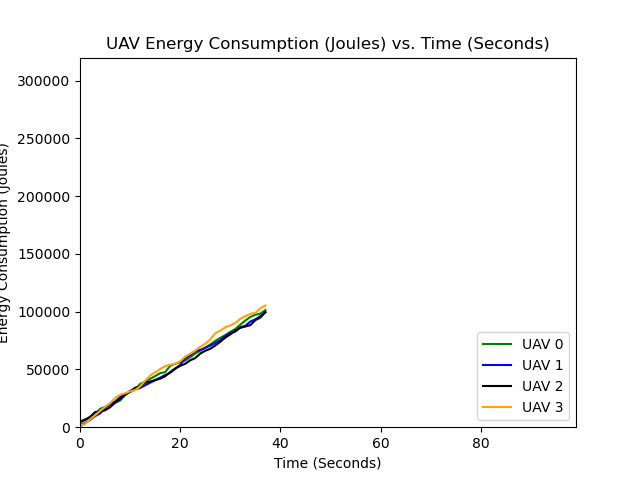 UAV Energy Consumption (Joules) vs. Time (Seconds)
300000
250000
200000
150000
100000
50000
0
Energy Consumption (Joules)
0 20 40 60 80
Time (Seconds)
UAV 0
UAV 1
UAV 2
UAV 3